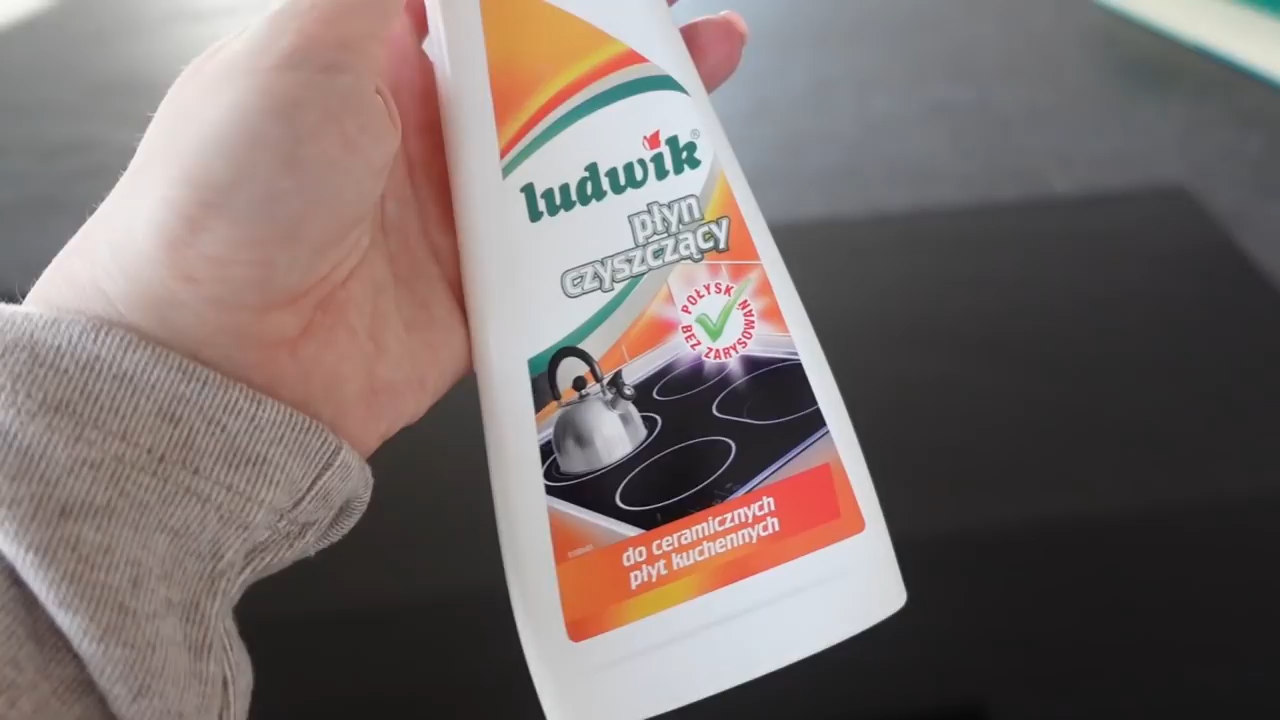 ludwik®
płyn
czyszczący
POŁYSK
BEZ ZARYSOWAŃ
do ceramicznych
płyt kuchennych